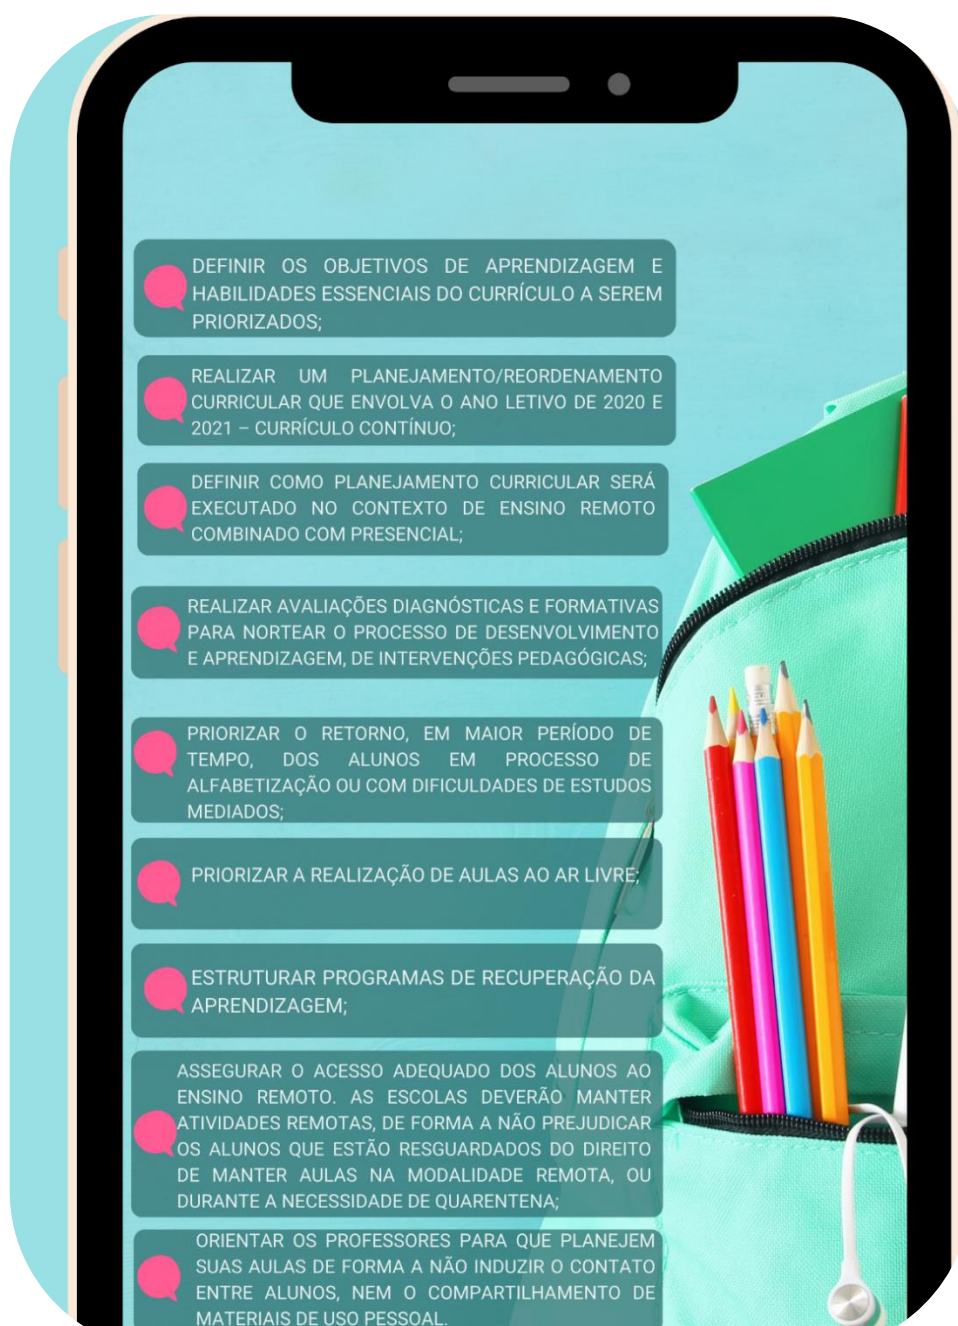 DEFINIR OS OBJETIVOS DE APRENDIZAGEM E
HABILIDADES ESSENCIAIS DO CURRÍCULO A SEREM
PRIORIZADOS;
REALIZAR UM PLANEJAMENTO/REORDENAMENTO
CURRICULAR QUE ENVOLVA O ANO LETIVO DE 2020 E
2021 – CURRÍCULO CONTÍNUO;
DEFINIR COMO PLANEJAMENTO CURRICULAR SERÁ
EXECUTADO NO CONTEXTO DE ENSINO REMOTO
COMBINADO COM PRESENCIAL;
REALIZAR AVALIAÇÕES DIAGNÓSTICAS E FORMATIVAS
PARA NORTEAR O PROCESSO DE DESENVOLVIMENTO
E APRENDIZAGEM, DE INTERVENÇÕES PEDAGÓGICAS;
PRIORIZAR O RETORNO, EM MAIOR PERÍODO DE
TEMPO, DOS ALUNOS EM PROCESSO DE
ALFABETIZAÇÃO OU COM DIFICULDADES DE ESTUDOS
MEDIADOS;
PRIORIZAR A REALIZAÇÃO DE AULAS AO AR LIVRE;
ESTRUTURAR PROGRAMAS DE RECUPERAÇÃO DA
APRENDIZAGEM;
ASSEGURAR O ACESSO ADEQUADO DOS ALUNOS AO
ENSINO REMOTO. AS ESCOLAS DEVERÃO MANTER
ATIVIDADES REMOTAS, DE FORMA A NÃO PREJUDICAR
OS ALUNOS QUE ESTÃO RESGUARDADOS DO DIREITO
DE MANTER AULAS NA MODALIDADE REMOTA, OU
DURANTE A NECESSIDADE DE QUARENTENA;
ORIENTAR OS PROFESSORES PARA QUE PLANEJEM
SUAS AULAS DE FORMA A NÃO INDUZIR O CONTATO
ENTRE ALUNOS, NEM O COMPARTILHAMENTO DE
MATERIAIS DE USO PESSOAL.